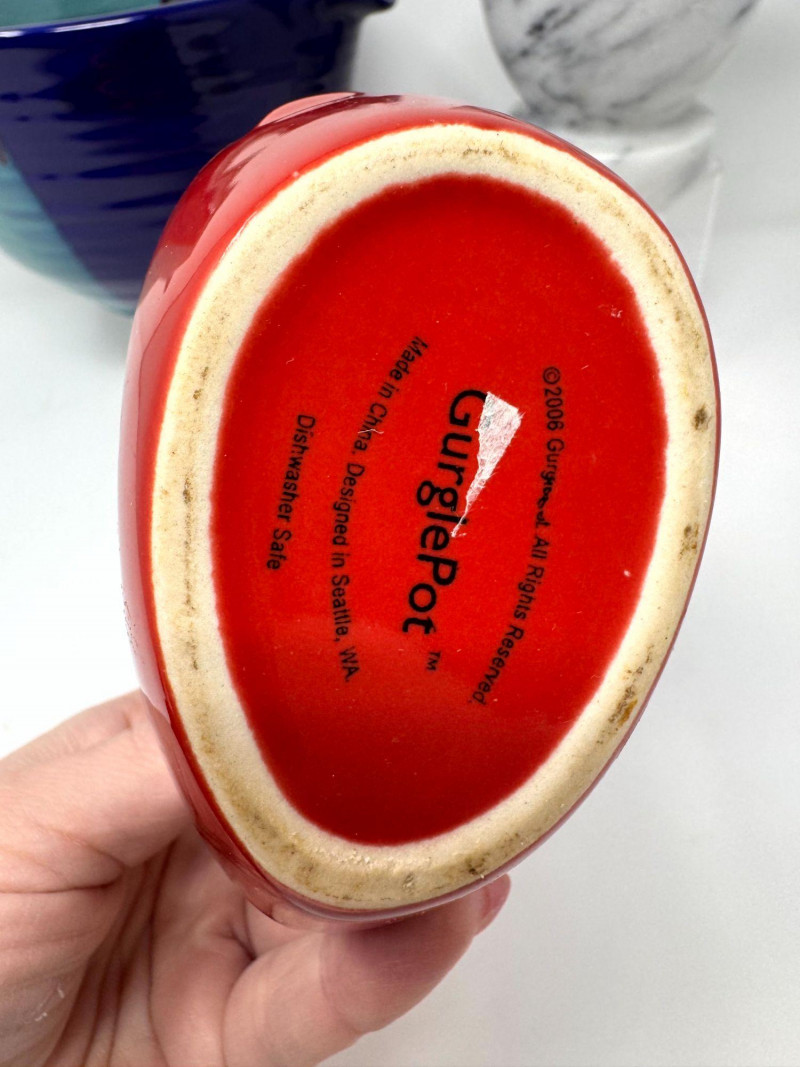 ©2006 All Rights Reserved.
GurglePot™
Made in China. Designed in Seattle, WA.
Dishwasher Safe